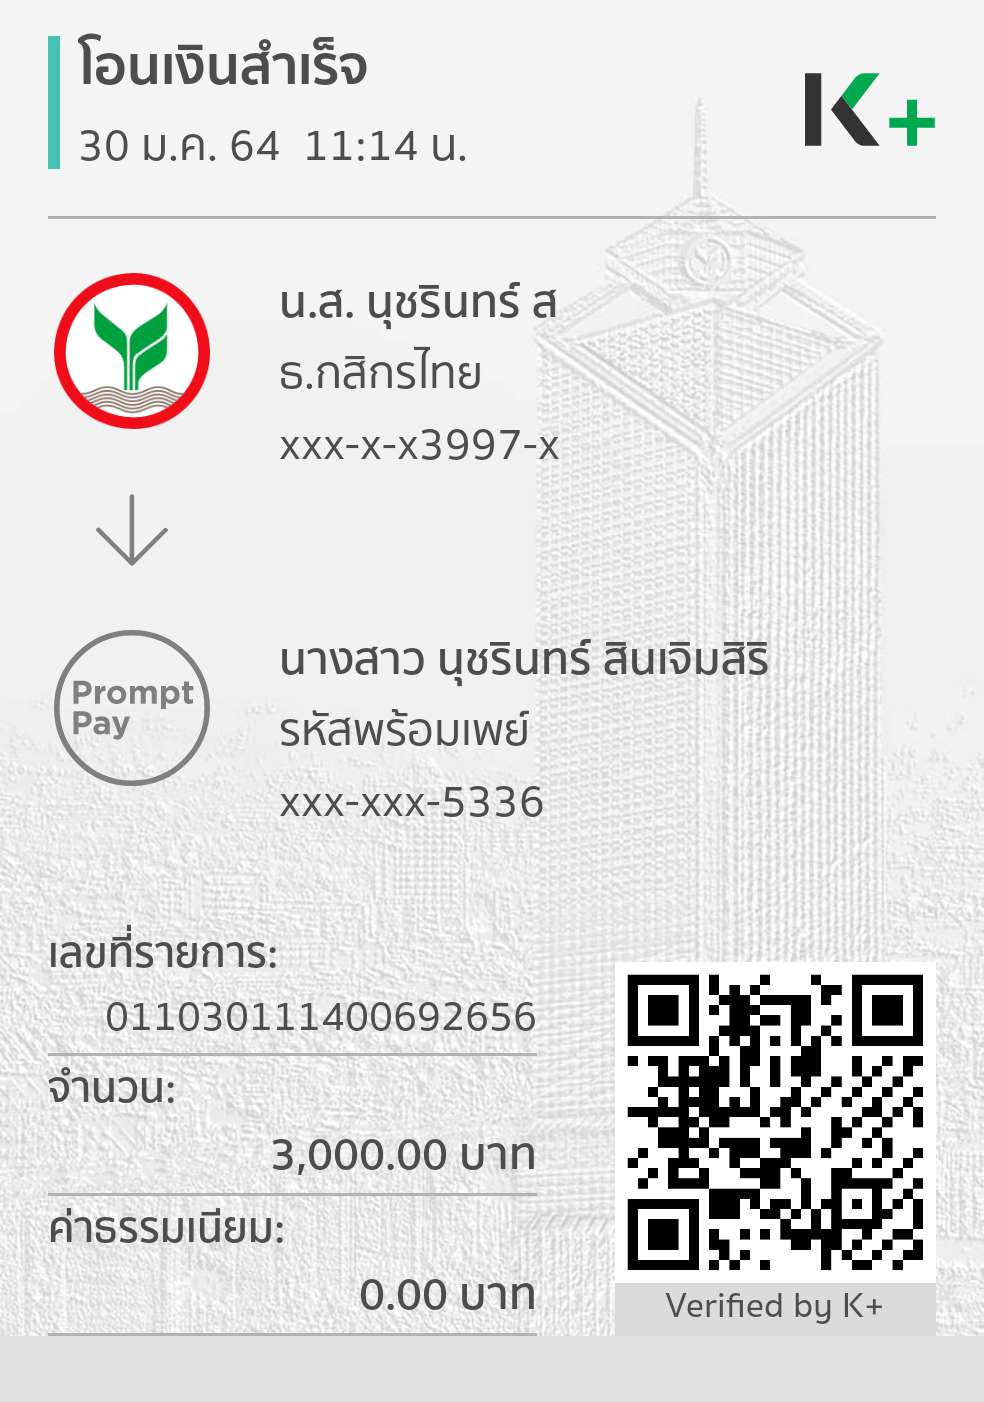 โอนเงินสำเร็จ
30 ม.ค. 64  11:14 น.
K+
น.ส. นุชรินทร์ ส
ธ.กสิกรไทย
xxx-x-x3997-x
Prompt
Pay
นางสาว นุชรินทร์ สินเจิมสิริ
รหัสพร้อมเพย์
xxx-xxx-5336
เลขที่รายการ:
011030111400692656
จำนวน:
3,000.00 บาท
ค่าธรรมเนียม:
0.00 บาท
Verified by K+